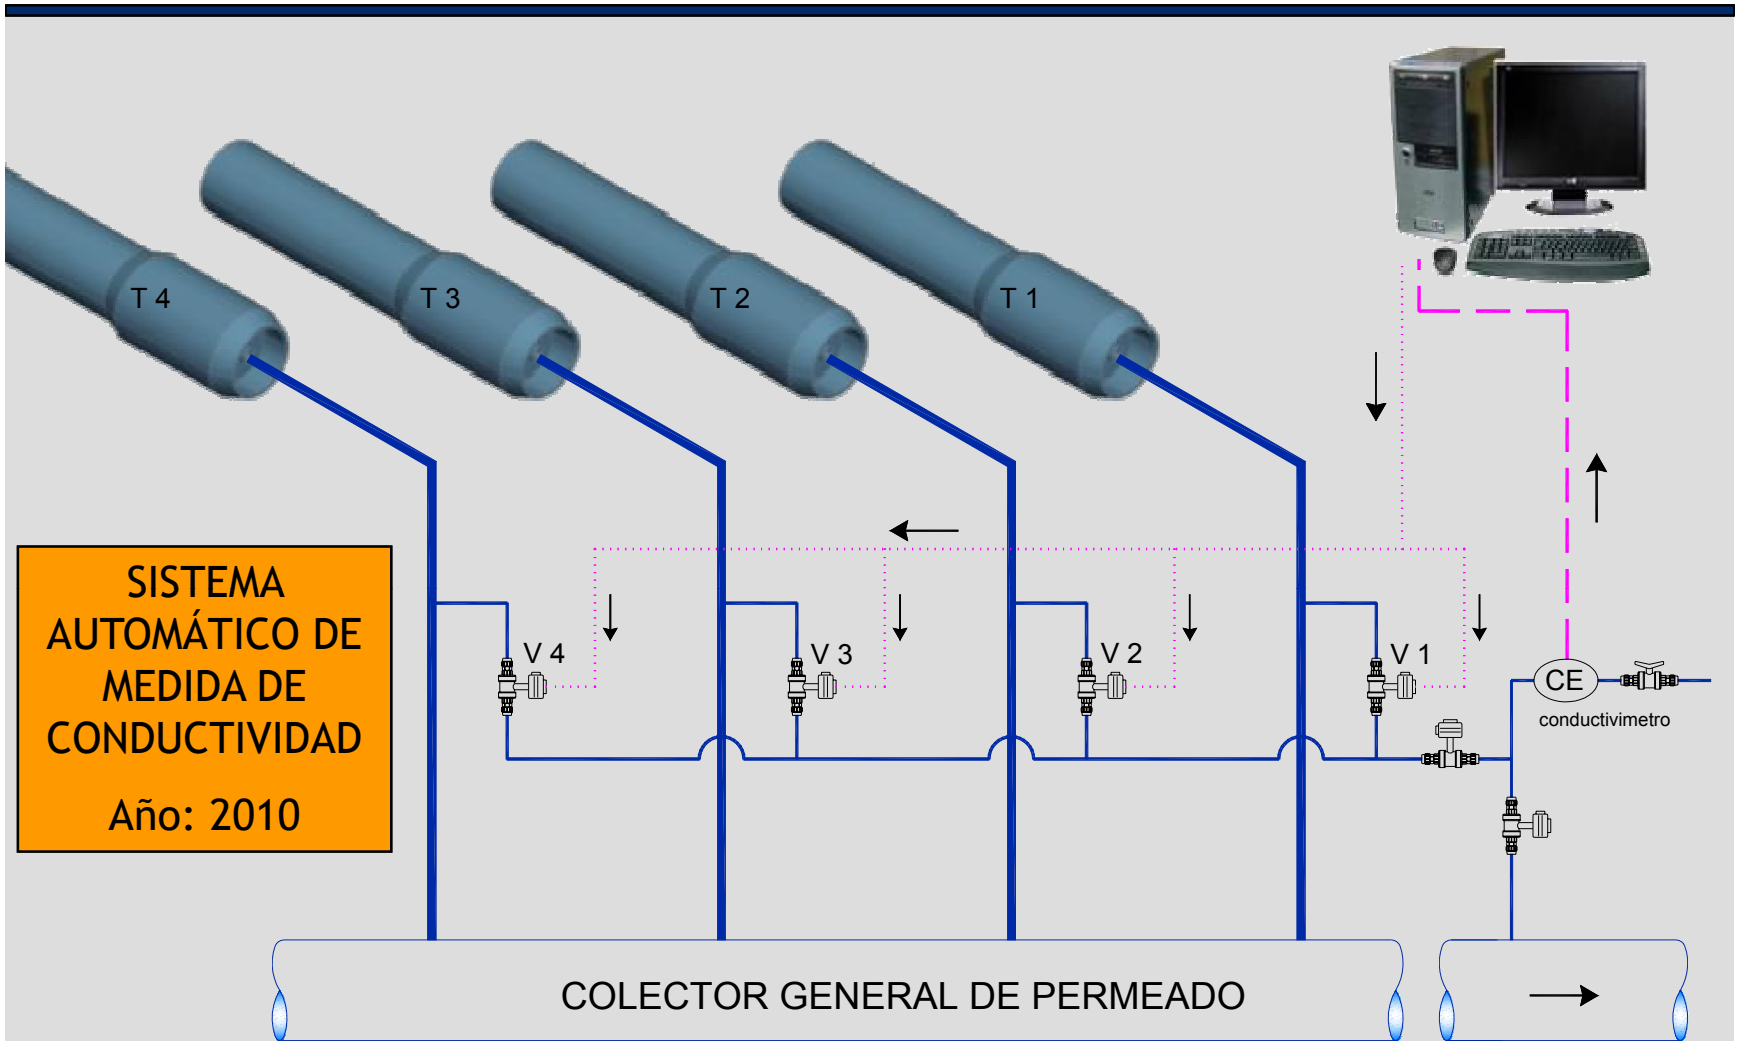 T 4
T 3
T 2
T 1
SISTEMA
AUTOMÁTICO DE
MEDIDA DE
CONDUCTIVIDAD
Año: 2010
V 4
V 3
V 2
V 1
CE
conductivimetro
COLECTOR GENERAL DE PERMEADO